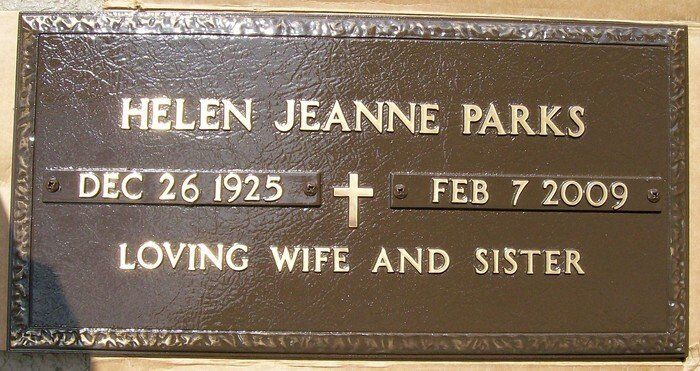 HELEN JEANNE PARKS
DEC 26 1925 FEB 7 2009
LOVING WIFE AND SISTER